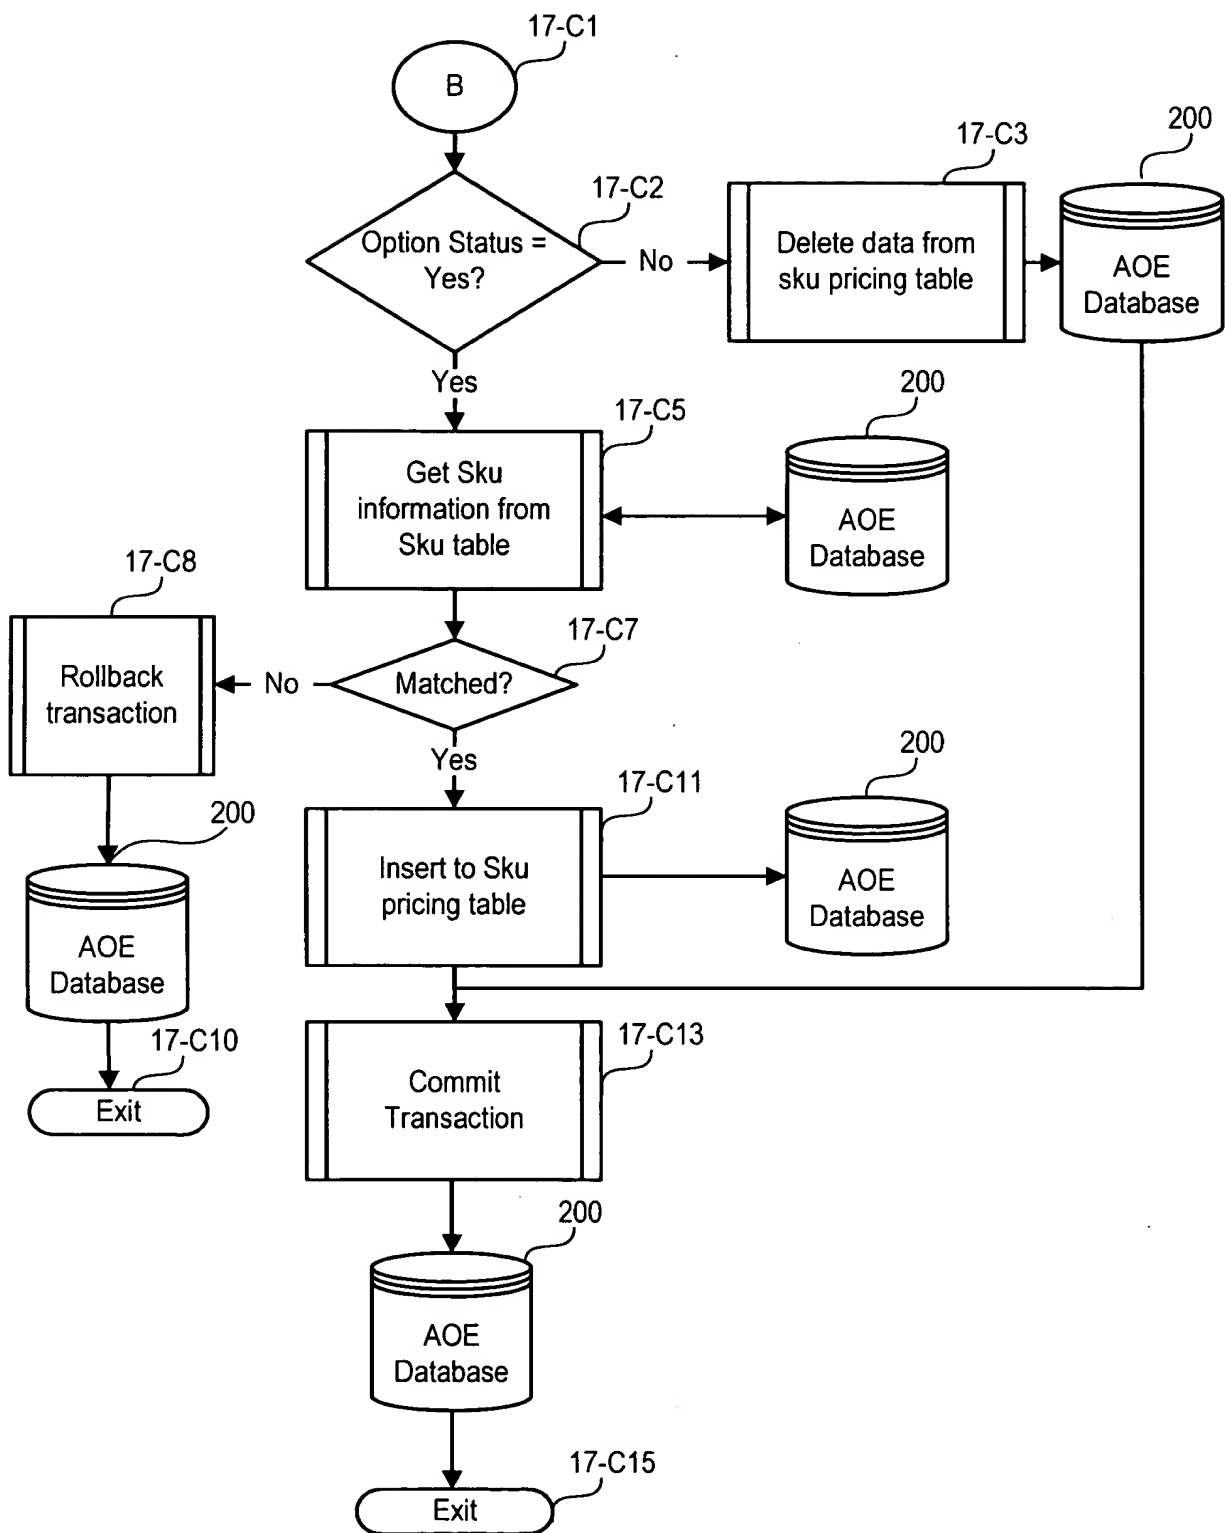 17-C1
B
17-C3
200
17-C2
Option Status =
Yes?
No
Delete data from
sku pricing table
AOE
Database
Yes
17-C5
200
Get Sku
information from
Sku table
AOE
Database
17-C8
17-C7
Rollback
transaction
No
Matched?
Yes
200
17-C11
200
Insert to Sku
pricing table
AOE
Database
AOE
Database
17-C10
17-C13
Exit
Commit
Transaction
200
AOE
Database
17-C15
Exit